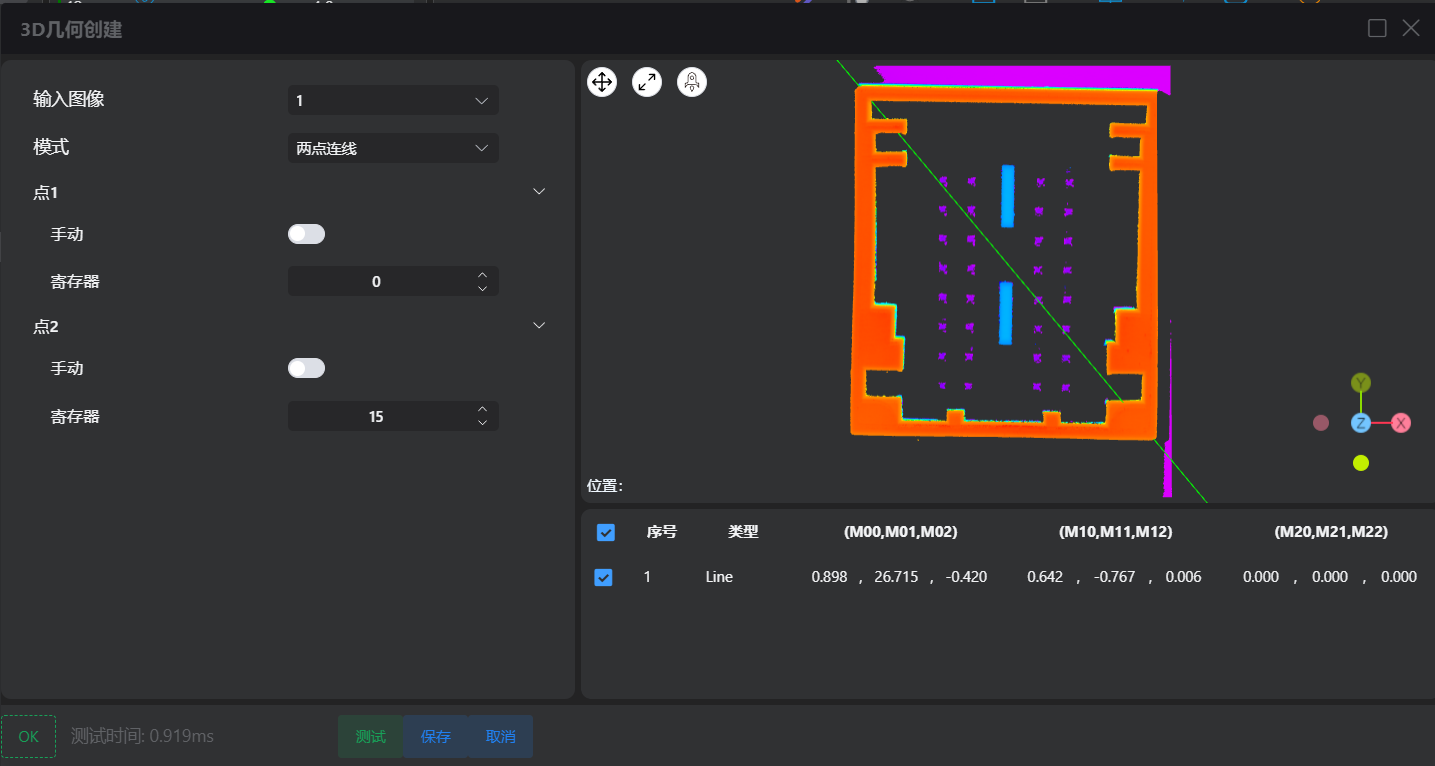 3D几何创建
输入图像 1
模式 两点连线
点1
手动
寄存器 0
点2
手动
寄存器 15
Y
Z X
位置:
序号 类型 (M00,M01,M02) (M10,M11,M12) (M20,M21,M22)
1 Line 0.898 , 26.715 , -0.420 0.642 , -0.767 , 0.006 0.000 , 0.000 , 0.000
OK 测试时间: 0.919ms 测试 保存 取消